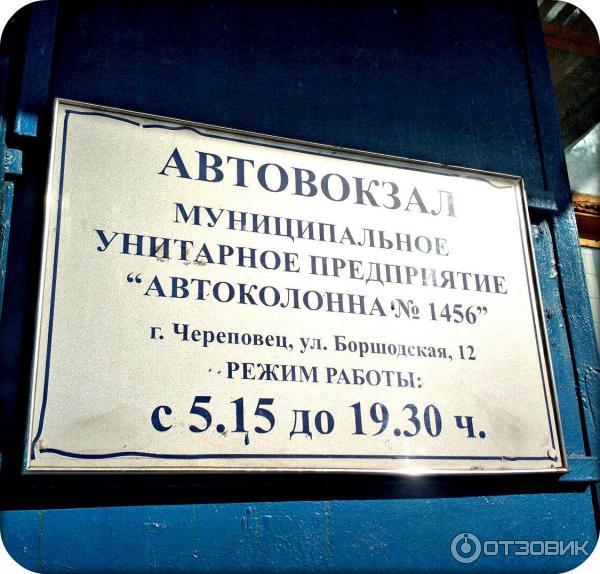 АВТОВОКЗАЛ
МУНИЦИПАЛЬНОЕ
УНИТАРНОЕ ПРЕДПРИЯТИЕ
“АВТОКОЛОННА № 1456”
г. Череповец, ул. Боршодская, 12
РЕЖИМ РАБОТЫ:
с 5.15 до 19.30 ч.
ОТЗОВИК